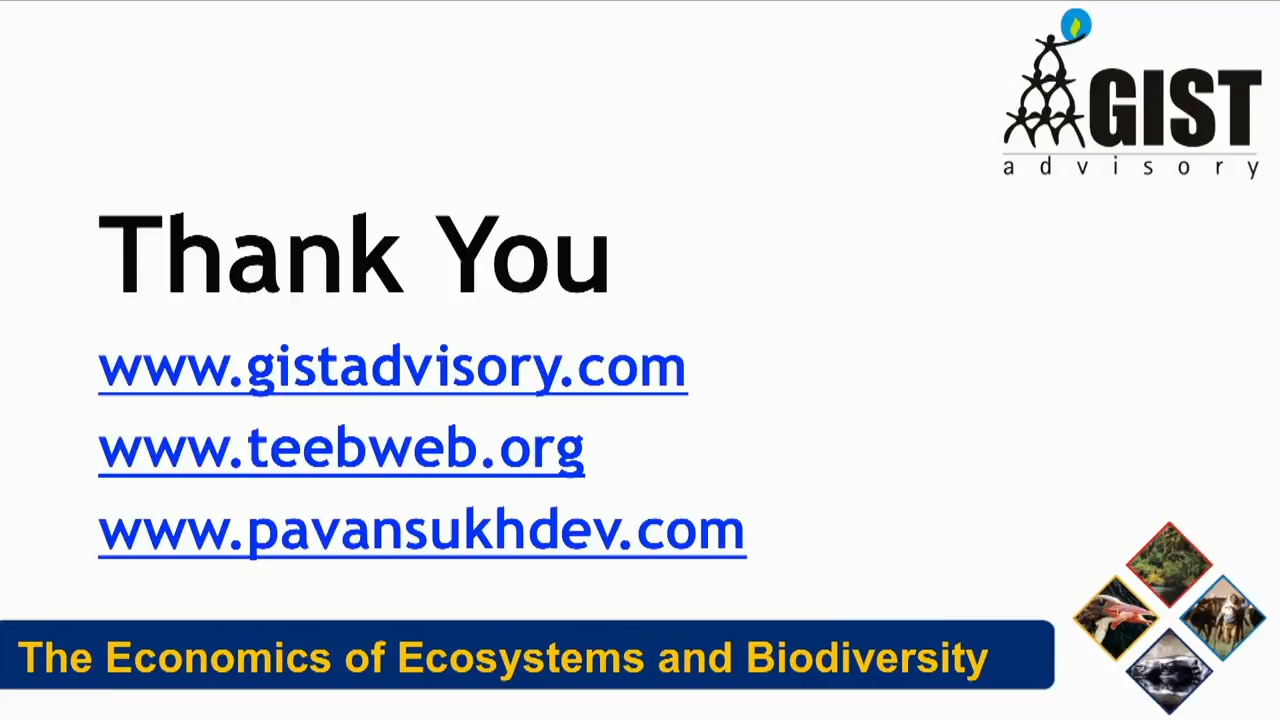 GIST
advisory
Thank You
www.gistadvisory.com
www.teebweb.org
www.pavansukhdev.com
The Economics of Ecosystems and Biodiversity